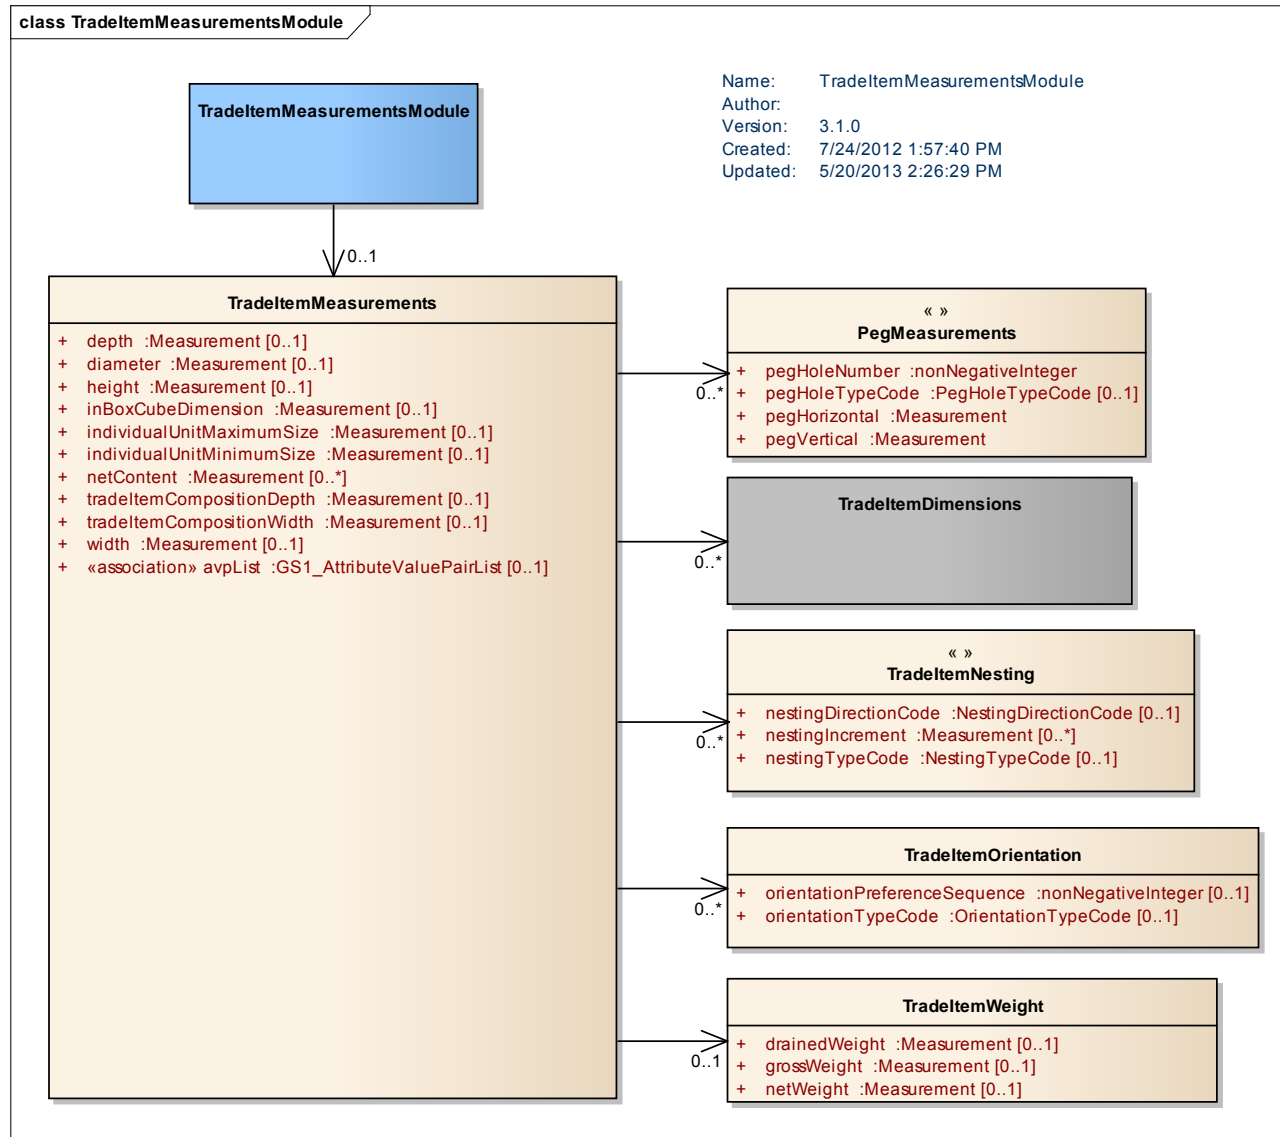 class TradeItemMeasurementsModule
TradeItemMeasurementsModule
Name: TradeItemMeasurementsModule
Author:
Version: 3.1.0
Created: 7/24/2012 1:57:40 PM
Updated: 5/20/2013 2:26:29 PM
0..1
TradeItemMeasurements
+ depth :Measurement [0..1]
+ diameter :Measurement [0..1]
+ height :Measurement [0..1]
+ inBoxCubeDimension :Measurement [0..1]
+ individualUnitMaximumSize :Measurement [0..1]
+ individualUnitMinimumSize :Measurement [0..1]
+ netContent :Measurement [0..*]
+ tradeItemCompositionDepth :Measurement [0..1]
+ tradeItemCompositionWidth :Measurement [0..1]
+ width :Measurement [0..1]
+ «association» avpList :GS1_AttributeValuePairList [0..1]
0..*
« »
PegMeasurements
+ pegHoleNumber :nonNegativeInteger
+ pegHoleTypeCode :PegHoleTypeCode [0..1]
+ pegHorizontal :Measurement
+ pegVertical :Measurement
0..*
TradeItemDimensions
0..*
« »
TradeItemNesting
+ nestingDirectionCode :NestingDirectionCode [0..1]
+ nestingIncrement :Measurement [0..*]
+ nestingTypeCode :NestingTypeCode [0..1]
0..*
TradeItemOrientation
+ orientationPreferenceSequence :nonNegativeInteger [0..1]
+ orientationTypeCode :OrientationTypeCode [0..1]
0..1
TradeItemWeight
+ drainedWeight :Measurement [0..1]
+ grossWeight :Measurement [0..1]
+ netWeight :Measurement [0..1]